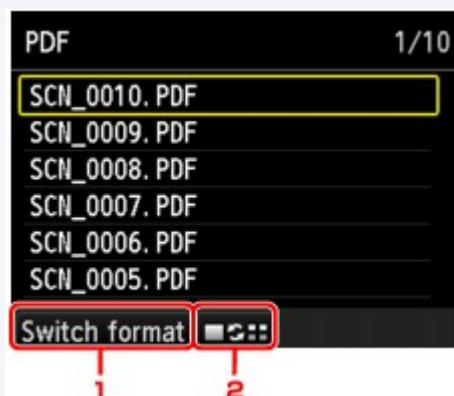 PDF 1/10
SCN_0010.PDF
SCN_0009.PDF
SCN_0008.PDF
SCN_0007.PDF
SCN_0006.PDF
SCN_0005.PDF
Switch format
1 2